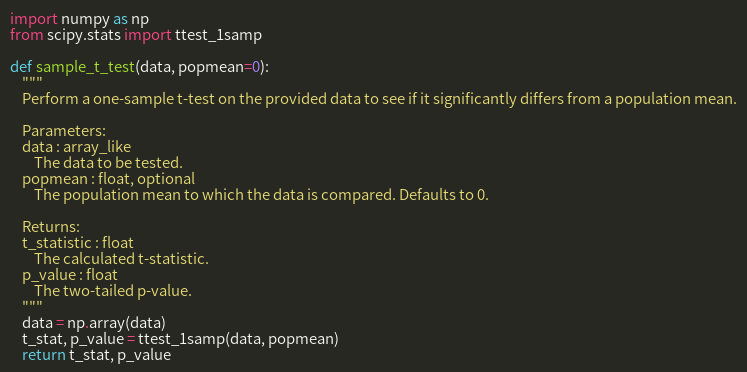 import numpy as np
from scipy.stats import ttest_1samp

def sample_t_test(data, popmean=0):
    """
    Perform a one-sample t-test on the provided data to see if it significantly differs from a population mean.

    Parameters:
    data : array_like
        The data to be tested.
    popmean : float, optional
        The population mean to which the data is compared. Defaults to 0.

    Returns:
    t_statistic : float
        The calculated t-statistic.
    p_value : float
        The two-tailed p-value.
    """
    data = np.array(data)
    t_stat, p_value = ttest_1samp(data, popmean)
    return t_stat, p_value